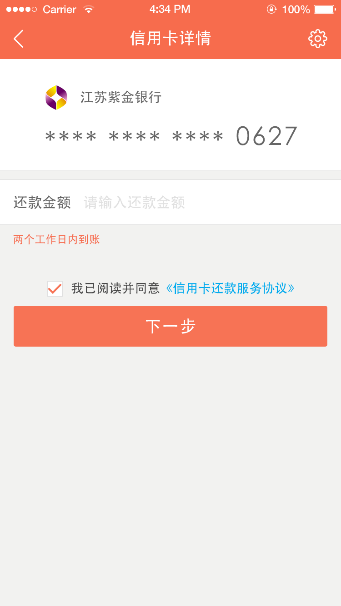 Carrier 4:34 PM 100%
信用卡详情
江苏紫金银行
**** **** **** 0627
还款金额 请输入还款金额
两个工作日内到账
我已阅读并同意《信用卡还款服务协议》
下一步